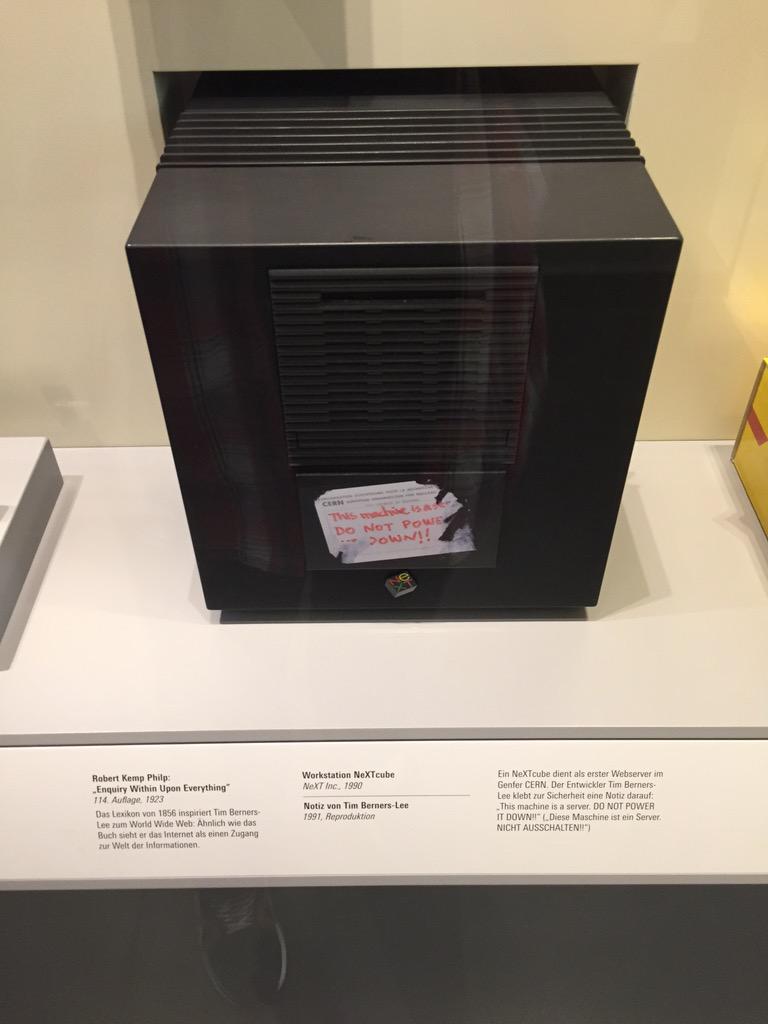 CERN
This machine is a se
DO NOT POWE
DOWN!!
NeXT
Robert Kemp Philp:
„Enquiry Within Upon Everything"
114. Auflage, 1923
Das Lexikon von 1856 inspiriert Tim Berners-
Lee zum World Wide Web: Ähnlich wie das
Buch sieht er das Internet als einen Zugang
zur Welt der Informationen.
Workstation NeXTcube
NeXT Inc., 1990
Notiz von Tim Berners-Lee
1991, Reproduktion
Ein NeXTcube dient als erster Webserver im
Genfer CERN. Der Entwickler Tim Berners-
Lee klebt zur Sicherheit eine Notiz darauf:
„This machine is a server. DO NOT POWER
IT DOWN!!" („Diese Maschine ist ein Server.
NICHT AUSSCHALTEN!!")